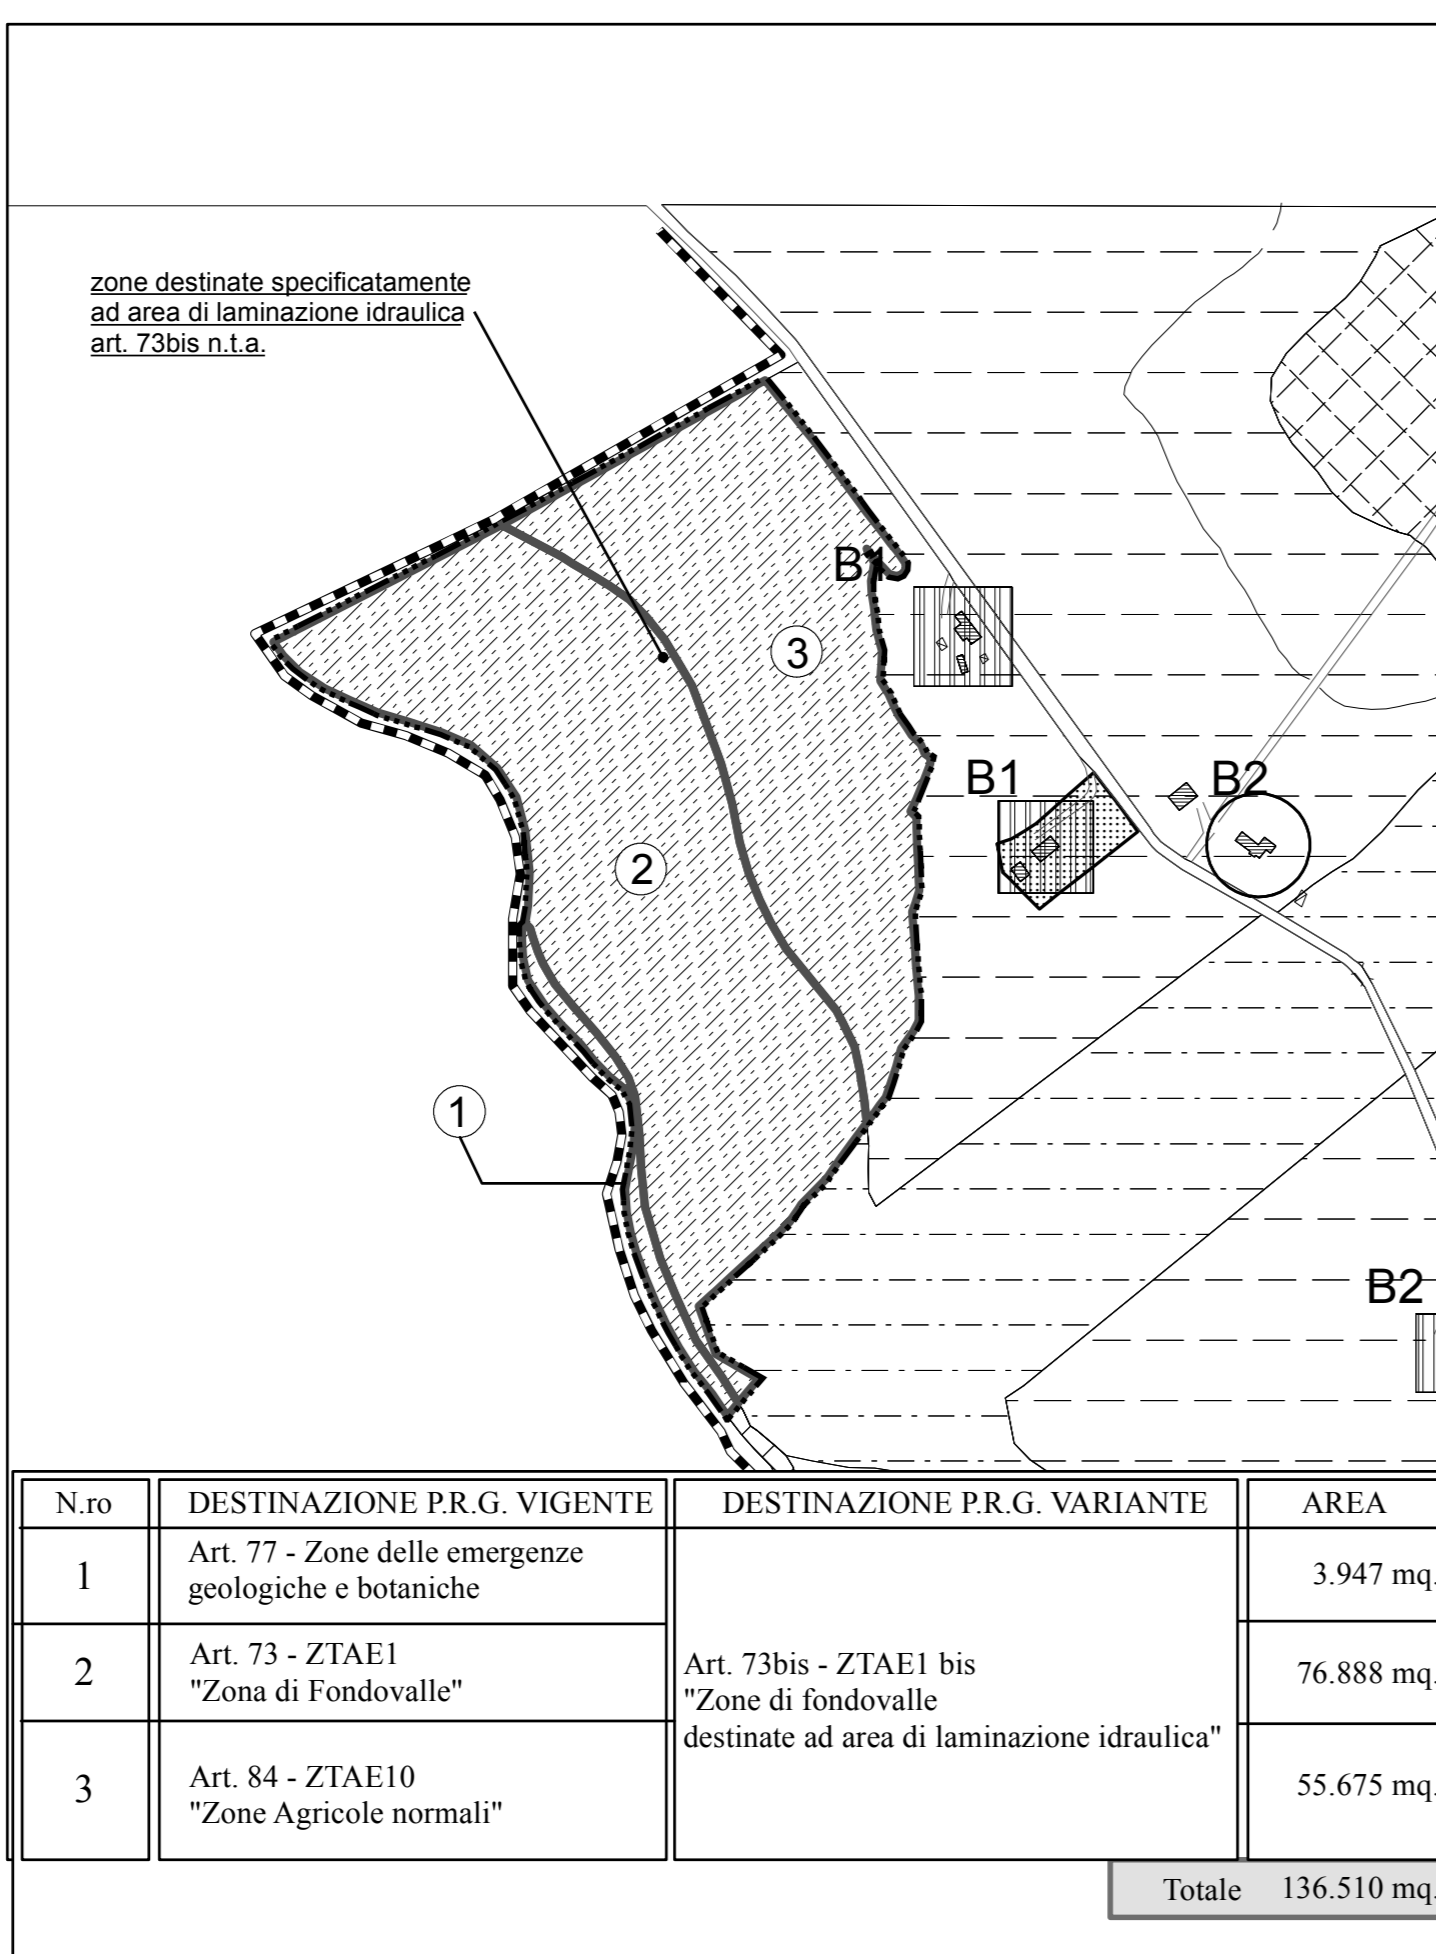 zone destinate specificatamente
ad area di laminazione idraulica
art. 73bis n.t.a.
B1
3
B1
B2
2
1
B2
N.ro
DESTINAZIONE P.R.G. VIGENTE
DESTINAZIONE P.R.G. VARIANTE
AREA
1
Art. 77 - Zone delle emergenze
geologiche e botaniche
3.947 mq.
2
Art. 73 - ZTAE1
"Zona di Fondovalle"
Art. 73bis - ZTAE1 bis
"Zone di fondovalle
destinate ad area di laminazione idraulica"
76.888 mq.
3
Art. 84 - ZTAE10
"Zone Agricole normali"
55.675 mq.
Totale 136.510 mq.